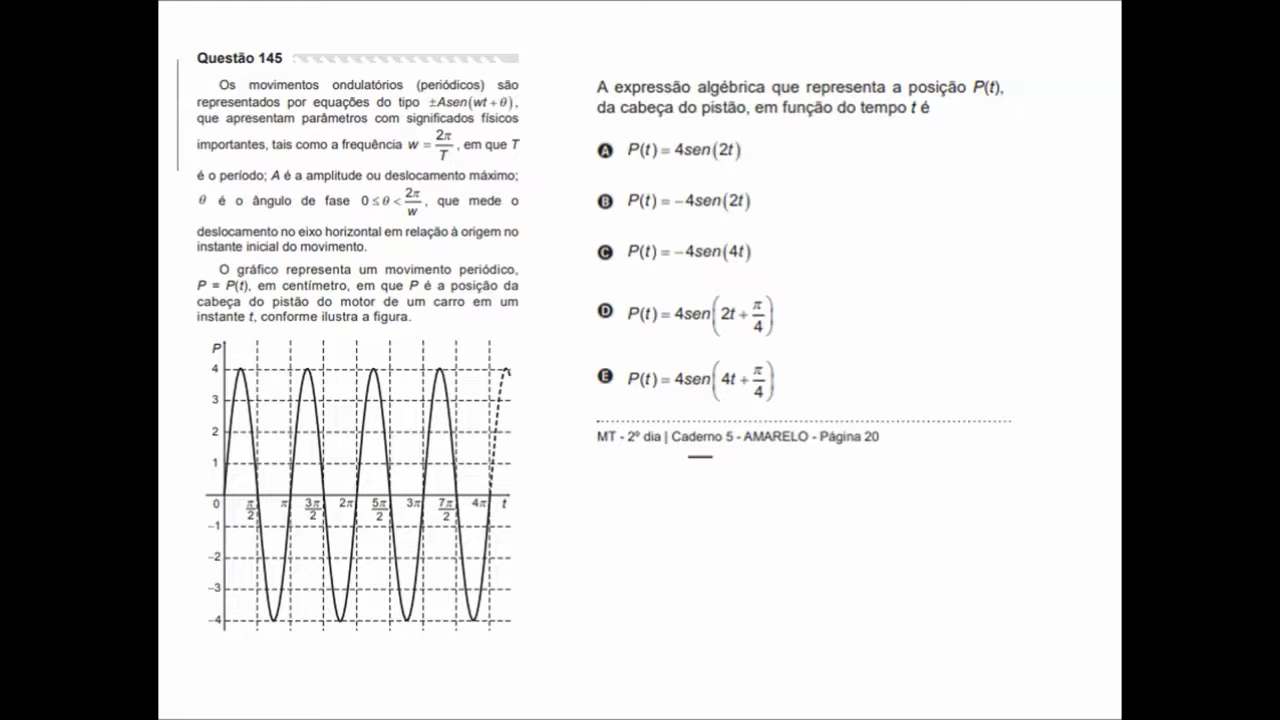 Questão 145
Os movimentos ondulatórios (periódicos) são
representados por equações do tipo ±Asen(wt + θ),
que apresentam parâmetros com significados físicos
importantes, tais como a frequência w = 2π/T, em que T
é o período; A é a amplitude ou deslocamento máximo;
θ é o ângulo de fase 0 ≤ θ < 2π/w, que mede o
deslocamento no eixo horizontal em relação à origem no
instante inicial do movimento.
O gráfico representa um movimento periódico,
P = P(t), em centímetro, em que P é a posição da
cabeça do pistão do motor de um carro em um
instante t, conforme ilustra a figura.
P
4
3
2
1
0 π/2 π 3π/2 2π 5π/2 3π 7π/2 4π t
–1
–2
–3
–4
A expressão algébrica que representa a posição P(t),
da cabeça do pistão, em função do tempo t é
A P(t) = 4sen(2t)
B P(t) = –4sen(2t)
C P(t) = –4sen(4t)
D P(t) = 4sen(2t + π/4)
E P(t) = 4sen(4t + π/4)
MT - 2º dia | Caderno 5 - AMARELO - Página 20